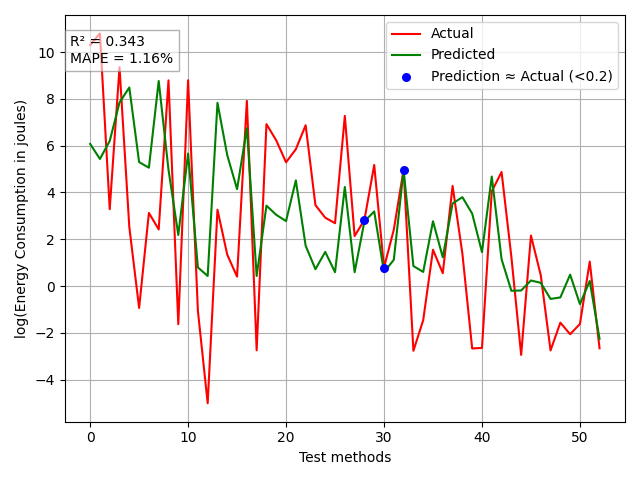 R² = 0.343
MAPE = 1.16%
Actual
Predicted
Prediction ≈ Actual (<0.2)
log(Energy Consumption in joules)
10
8
6
4
2
0
−2
−4
0
10
20
30
40
50
Test methods